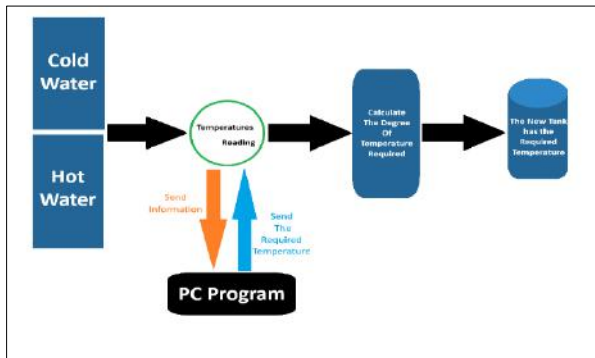 Cold
Water
Hot
Water
Temperatures
Reading
Calculate
The Degree
Of
Temperature
Required
The New Tank
has the
Required
Temperature
Send
Information
Send
The
Required
Temperature
PC Program